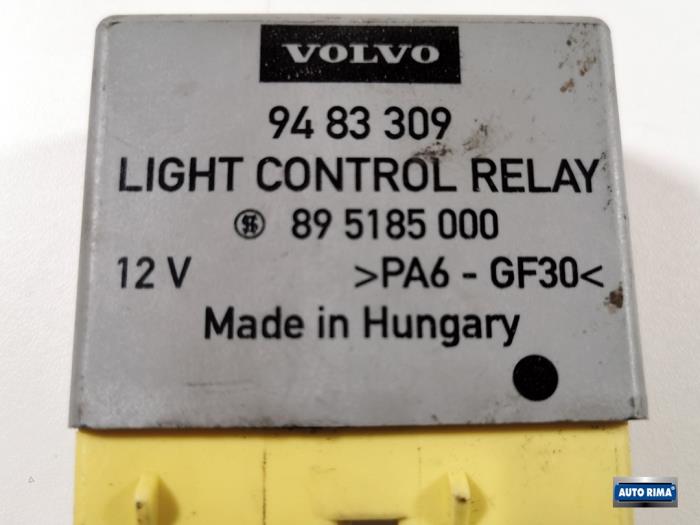 VOLVO
94 83 309
LIGHT CONTROL RELAY
89 5185 000
12 V >PA6 - GF30<
Made in Hungary
AUTO RIMA